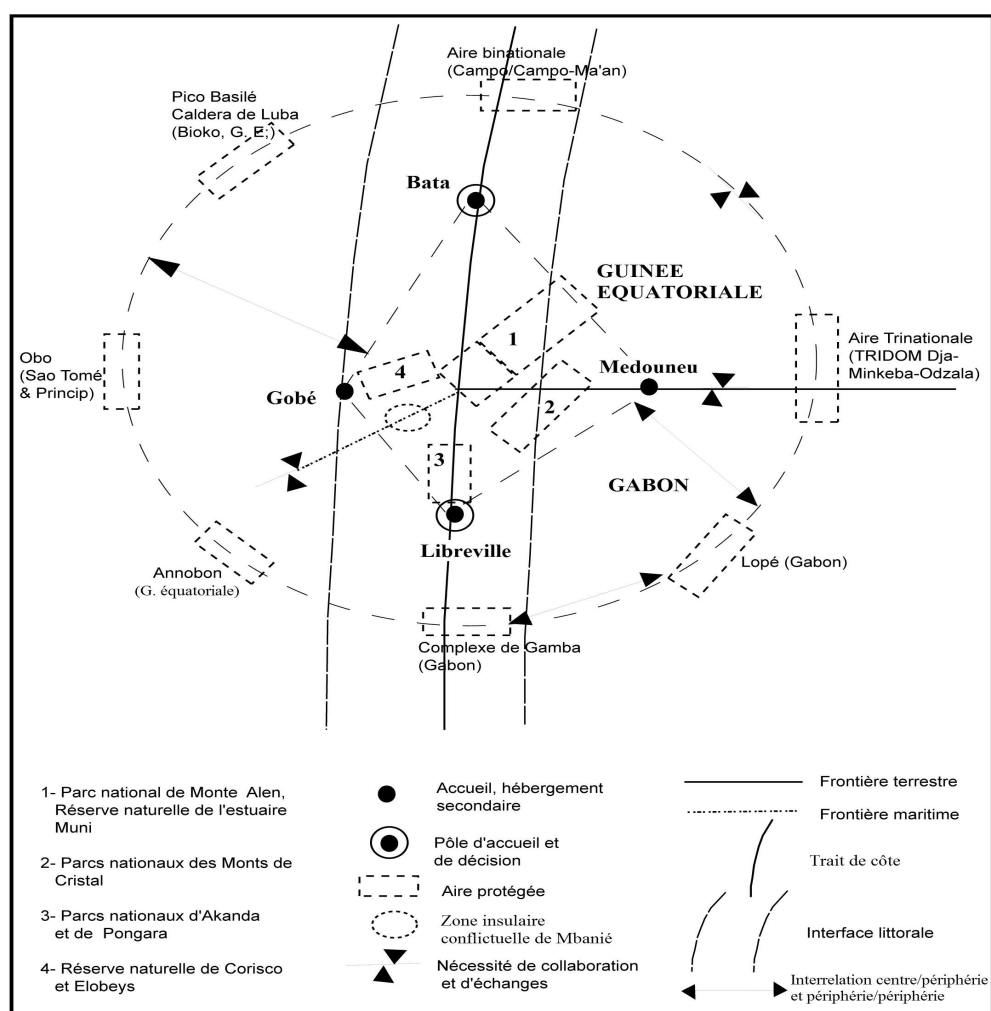 Aire binationale
(Campo/Campo-Ma'an)
Pico Basilé
Caldera de Luba
(Bioko, G. E;)
Bata
GUINEE
EQUATORIALE
1
Obo
(Sao Tomé
& Princip)
4
Gobé
Medouneu
2
Aire Trinationale
(TRIDOM Dja-
Minkeba-Odzala)
3
GABON
Libreville
Annobon
(G. équatoriale)
Lopé (Gabon)
Complexe de Gamba
(Gabon)
1- Parc national de Monte Alen,
Réserve naturelle de l'estuaire
Muni
2- Parcs nationaux des Monts de
Cristal
3- Parcs nationaux d'Akanda
et de Pongara
4- Réserve naturelle de Corisco
et Elobeys
Accueil, hébergement
secondaire
Pôle d'accueil et
de décision
Aire protégée
Zone insulaire
conflictuelle de Mbanié
Nécessité de collaboration
et d'échanges
Frontière terrestre
Frontière maritime
Trait de côte
Interface littorale
Interrelation centre/périphérie
et périphérie/périphérie